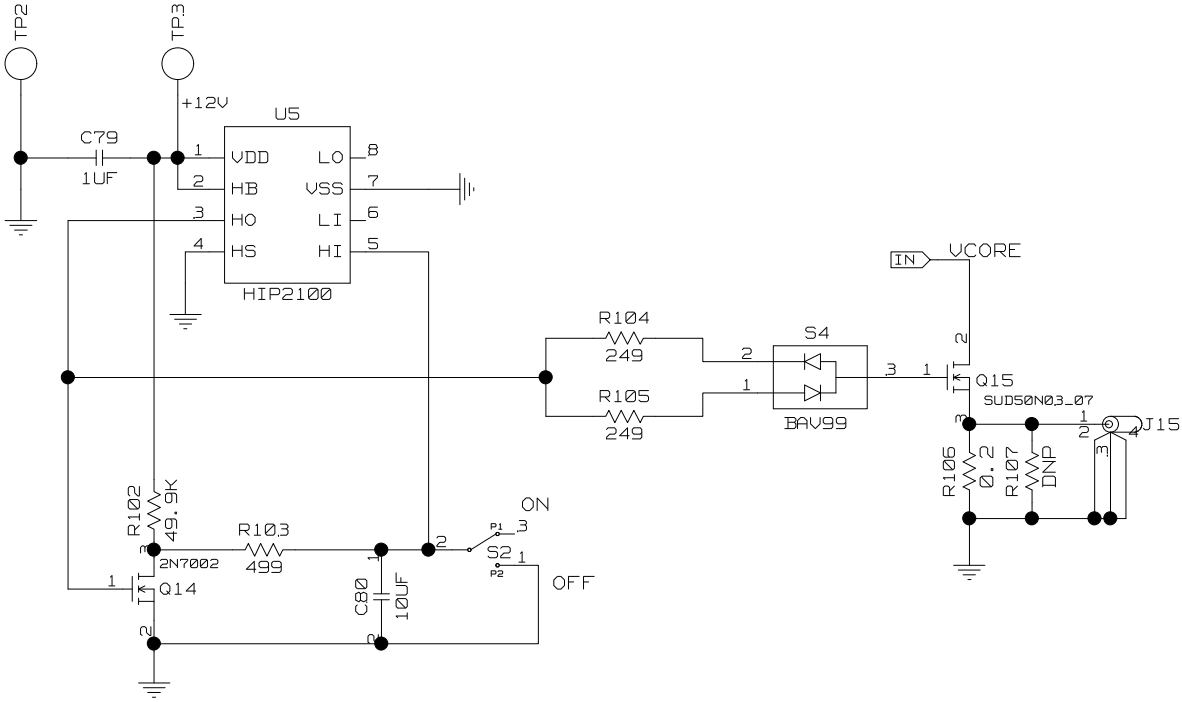 TP2
TP3
+12V
U5
C79
1UF
1
VDD
LO
8
2
HB
VSS
7
3
HO
LI
6
4
HS
HI
5
HIP2100
IN
VCORE
R104
249
S4
2
2
1
3
1
Q15
R105
249
BAV99
SUD50N03_07
3
1
2
J15
4
3
R106
0.2
R107
DNP
R102
49.9K
ON
R103
499
P1
3
2
S2
1
P2
OFF
3
2N7002
1
Q14
1
C80
10UF
2
2